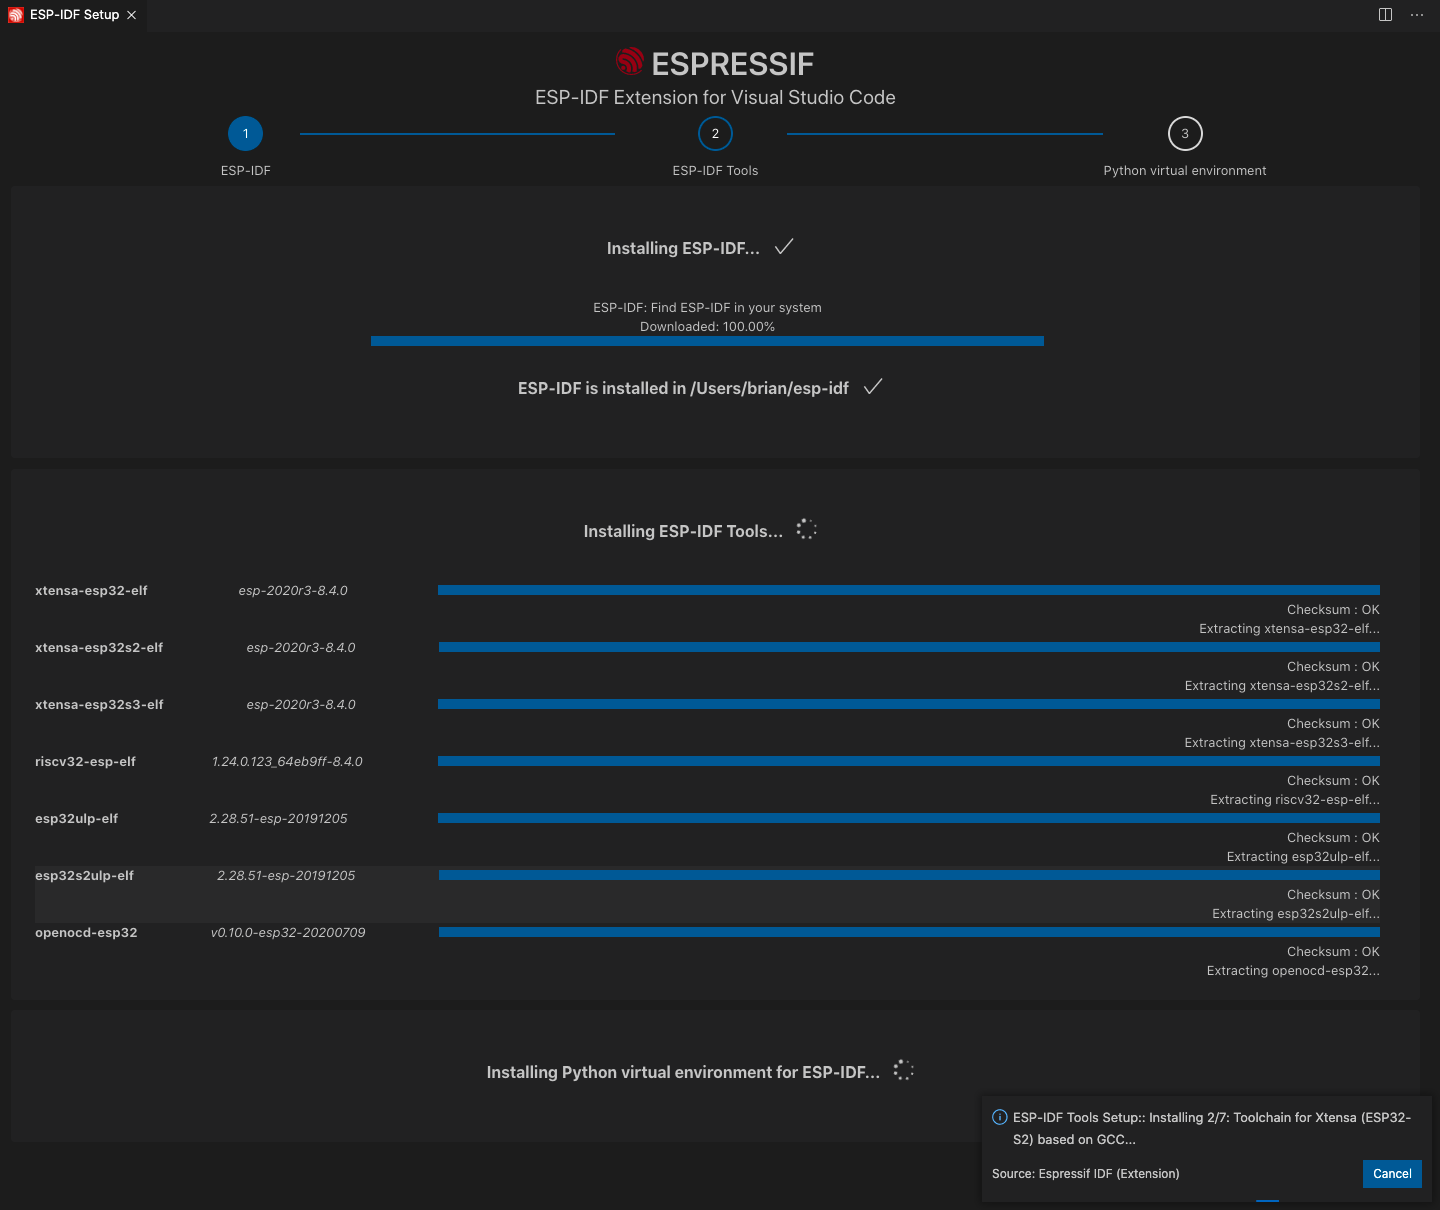 ESP-IDF Setup
ESPRESSIF
ESP-IDF Extension for Visual Studio Code
1
2
3
ESP-IDF
ESP-IDF Tools
Python virtual environment
Installing ESP-IDF...
ESP-IDF: Find ESP-IDF in your system
Downloaded: 100.00%
ESP-IDF is installed in /Users/brian/esp-idf
Installing ESP-IDF Tools...
xtensa-esp32-elf esp-2020r3-8.4.0
Checksum : OK
Extracting xtensa-esp32-elf...
xtensa-esp32s2-elf esp-2020r3-8.4.0
Checksum : OK
Extracting xtensa-esp32s2-elf...
xtensa-esp32s3-elf esp-2020r3-8.4.0
Checksum : OK
Extracting xtensa-esp32s3-elf...
riscv32-esp-elf 1.24.0.123_64eb9ff-8.4.0
Checksum : OK
Extracting riscv32-esp-elf...
esp32ulp-elf 2.28.51-esp-20191205
Checksum : OK
Extracting esp32ulp-elf...
esp32s2ulp-elf 2.28.51-esp-20191205
Checksum : OK
Extracting esp32s2ulp-elf...
openocd-esp32 v0.10.0-esp32-20200709
Checksum : OK
Extracting openocd-esp32...
Installing Python virtual environment for ESP-IDF...
ESP-IDF Tools Setup:: Installing 2/7: Toolchain for Xtensa (ESP32-
S2) based on GCC...
Source: Espressif IDF (Extension)
Cancel